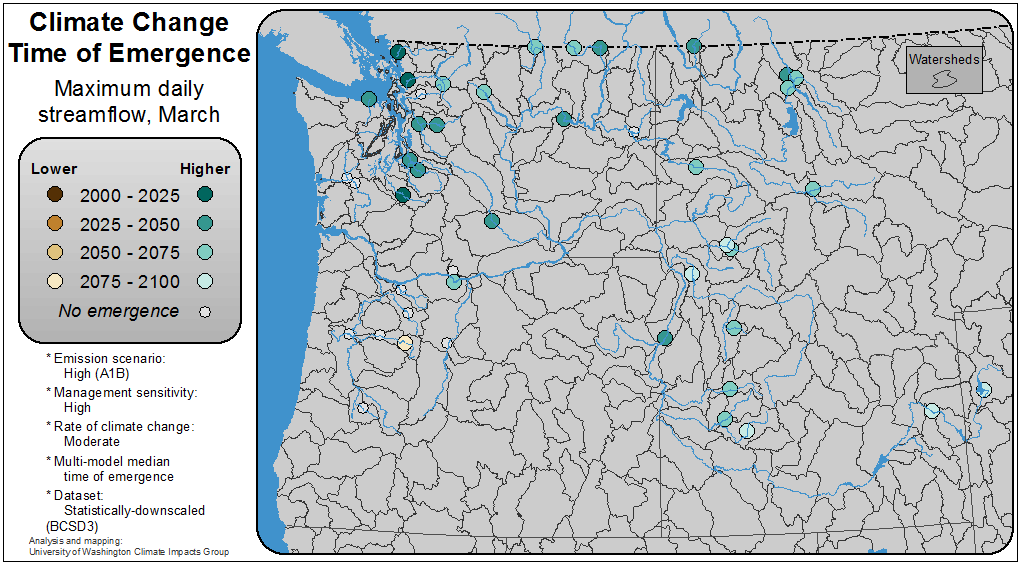 Climate Change
Time of Emergence
Maximum daily
streamflow, March
Lower Higher
2000 - 2025
2025 - 2050
2050 - 2075
2075 - 2100
No emergence
* Emission scenario:
High (A1B)
* Management sensitivity:
High
* Rate of climate change:
Moderate
* Multi-model median
time of emergence
* Dataset:
Statistically-downscaled
(BCSD3)
Analysis and mapping:
University of Washington Climate Impacts Group
Watersheds